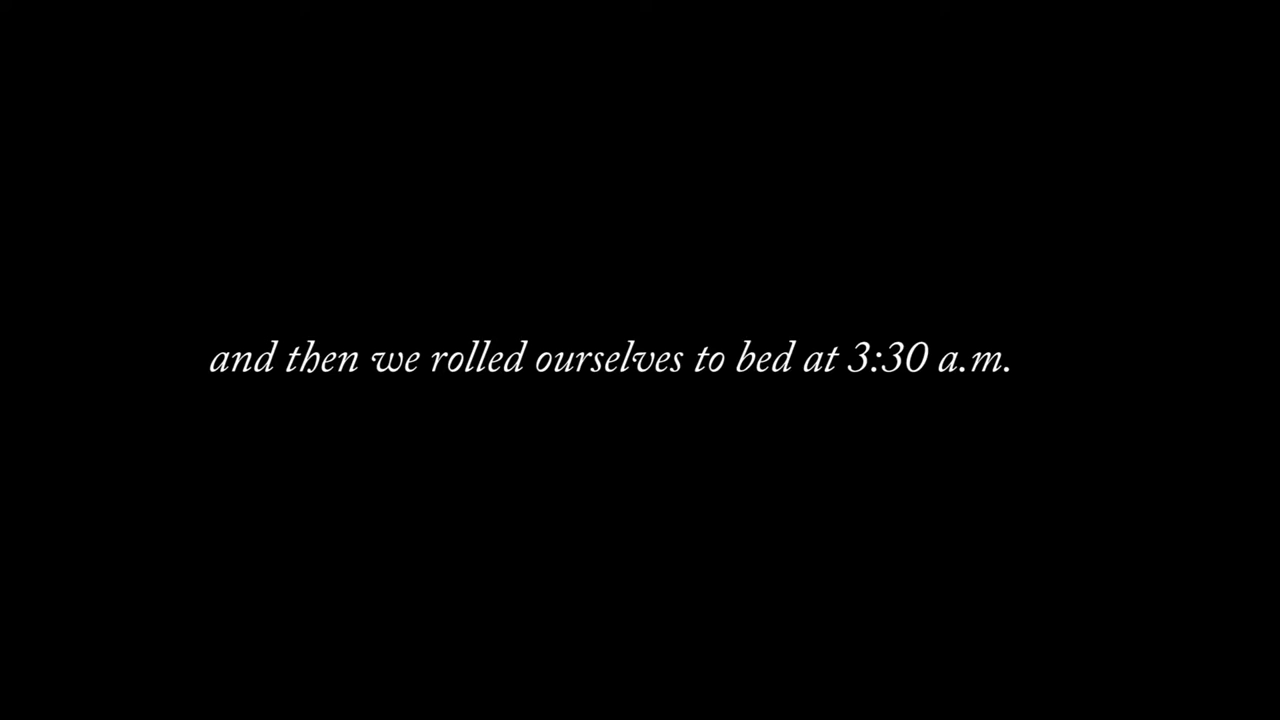 and then we rolled ourselves to bed at 3:30 a.m.